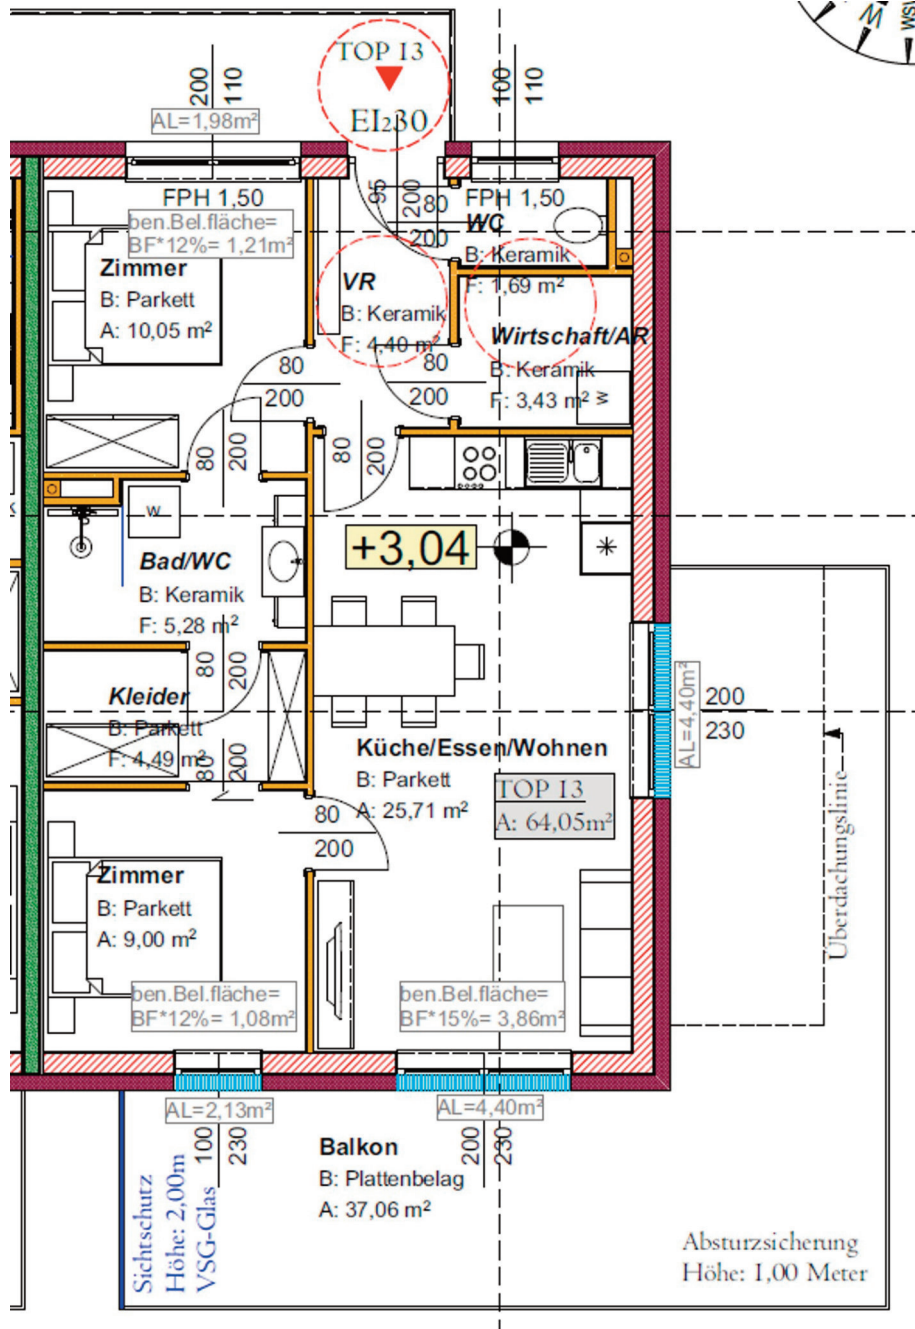 W
WSW
TOP 13
EI₂30
200
110
AL=1,98m²
100
110
FPH 1,50
ben.Bel.fläche=
BF*12%= 1,21m²
Zimmer
B: Parkett
A: 10,05 m²
95
200
80
200
FPH 1,50
WC
B: Keramik
F: 1,69 m²
VR
B: Keramik
F: 4,40 m²
Wirtschaft/AR
B: Keramik
F: 3,43 m²
W
80
200
80
200
80
200
80
200
W
+3,04
Bad/WC
B: Keramik
F: 5,28 m²
80
200
Kleider
B: Parkett
F: 4,49 m²
80
200
AL=4,40m²
200
230
Küche/Essen/Wohnen
B: Parkett
A: 25,71 m²
TOP 13
A: 64,05m²
80
200
Überdachungslinie
Zimmer
B: Parkett
A: 9,00 m²
ben.Bel.fläche=
BF*12%= 1,08m²
ben.Bel.fläche=
BF*15%= 3,86m²
AL=2,13m²
100
230
AL=4,40m²
200
230
Balkon
B: Plattenbelag
A: 37,06 m²
Sichtschutz
Höhe: 2,00m
VSG-Glas
Absturzsicherung
Höhe: 1,00 Meter